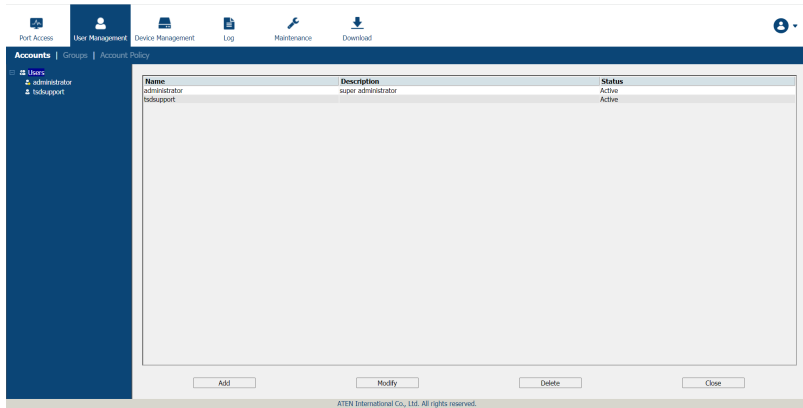 Port Access User Management Device Management Log Maintenance Download
Accounts | Groups | Account Policy
Users
administrator
tsdsupport
Name Description Status
administrator super administrator Active
tsdsupport Active
Add Modify Delete Close
ATEN International Co., Ltd. All rights reserved.